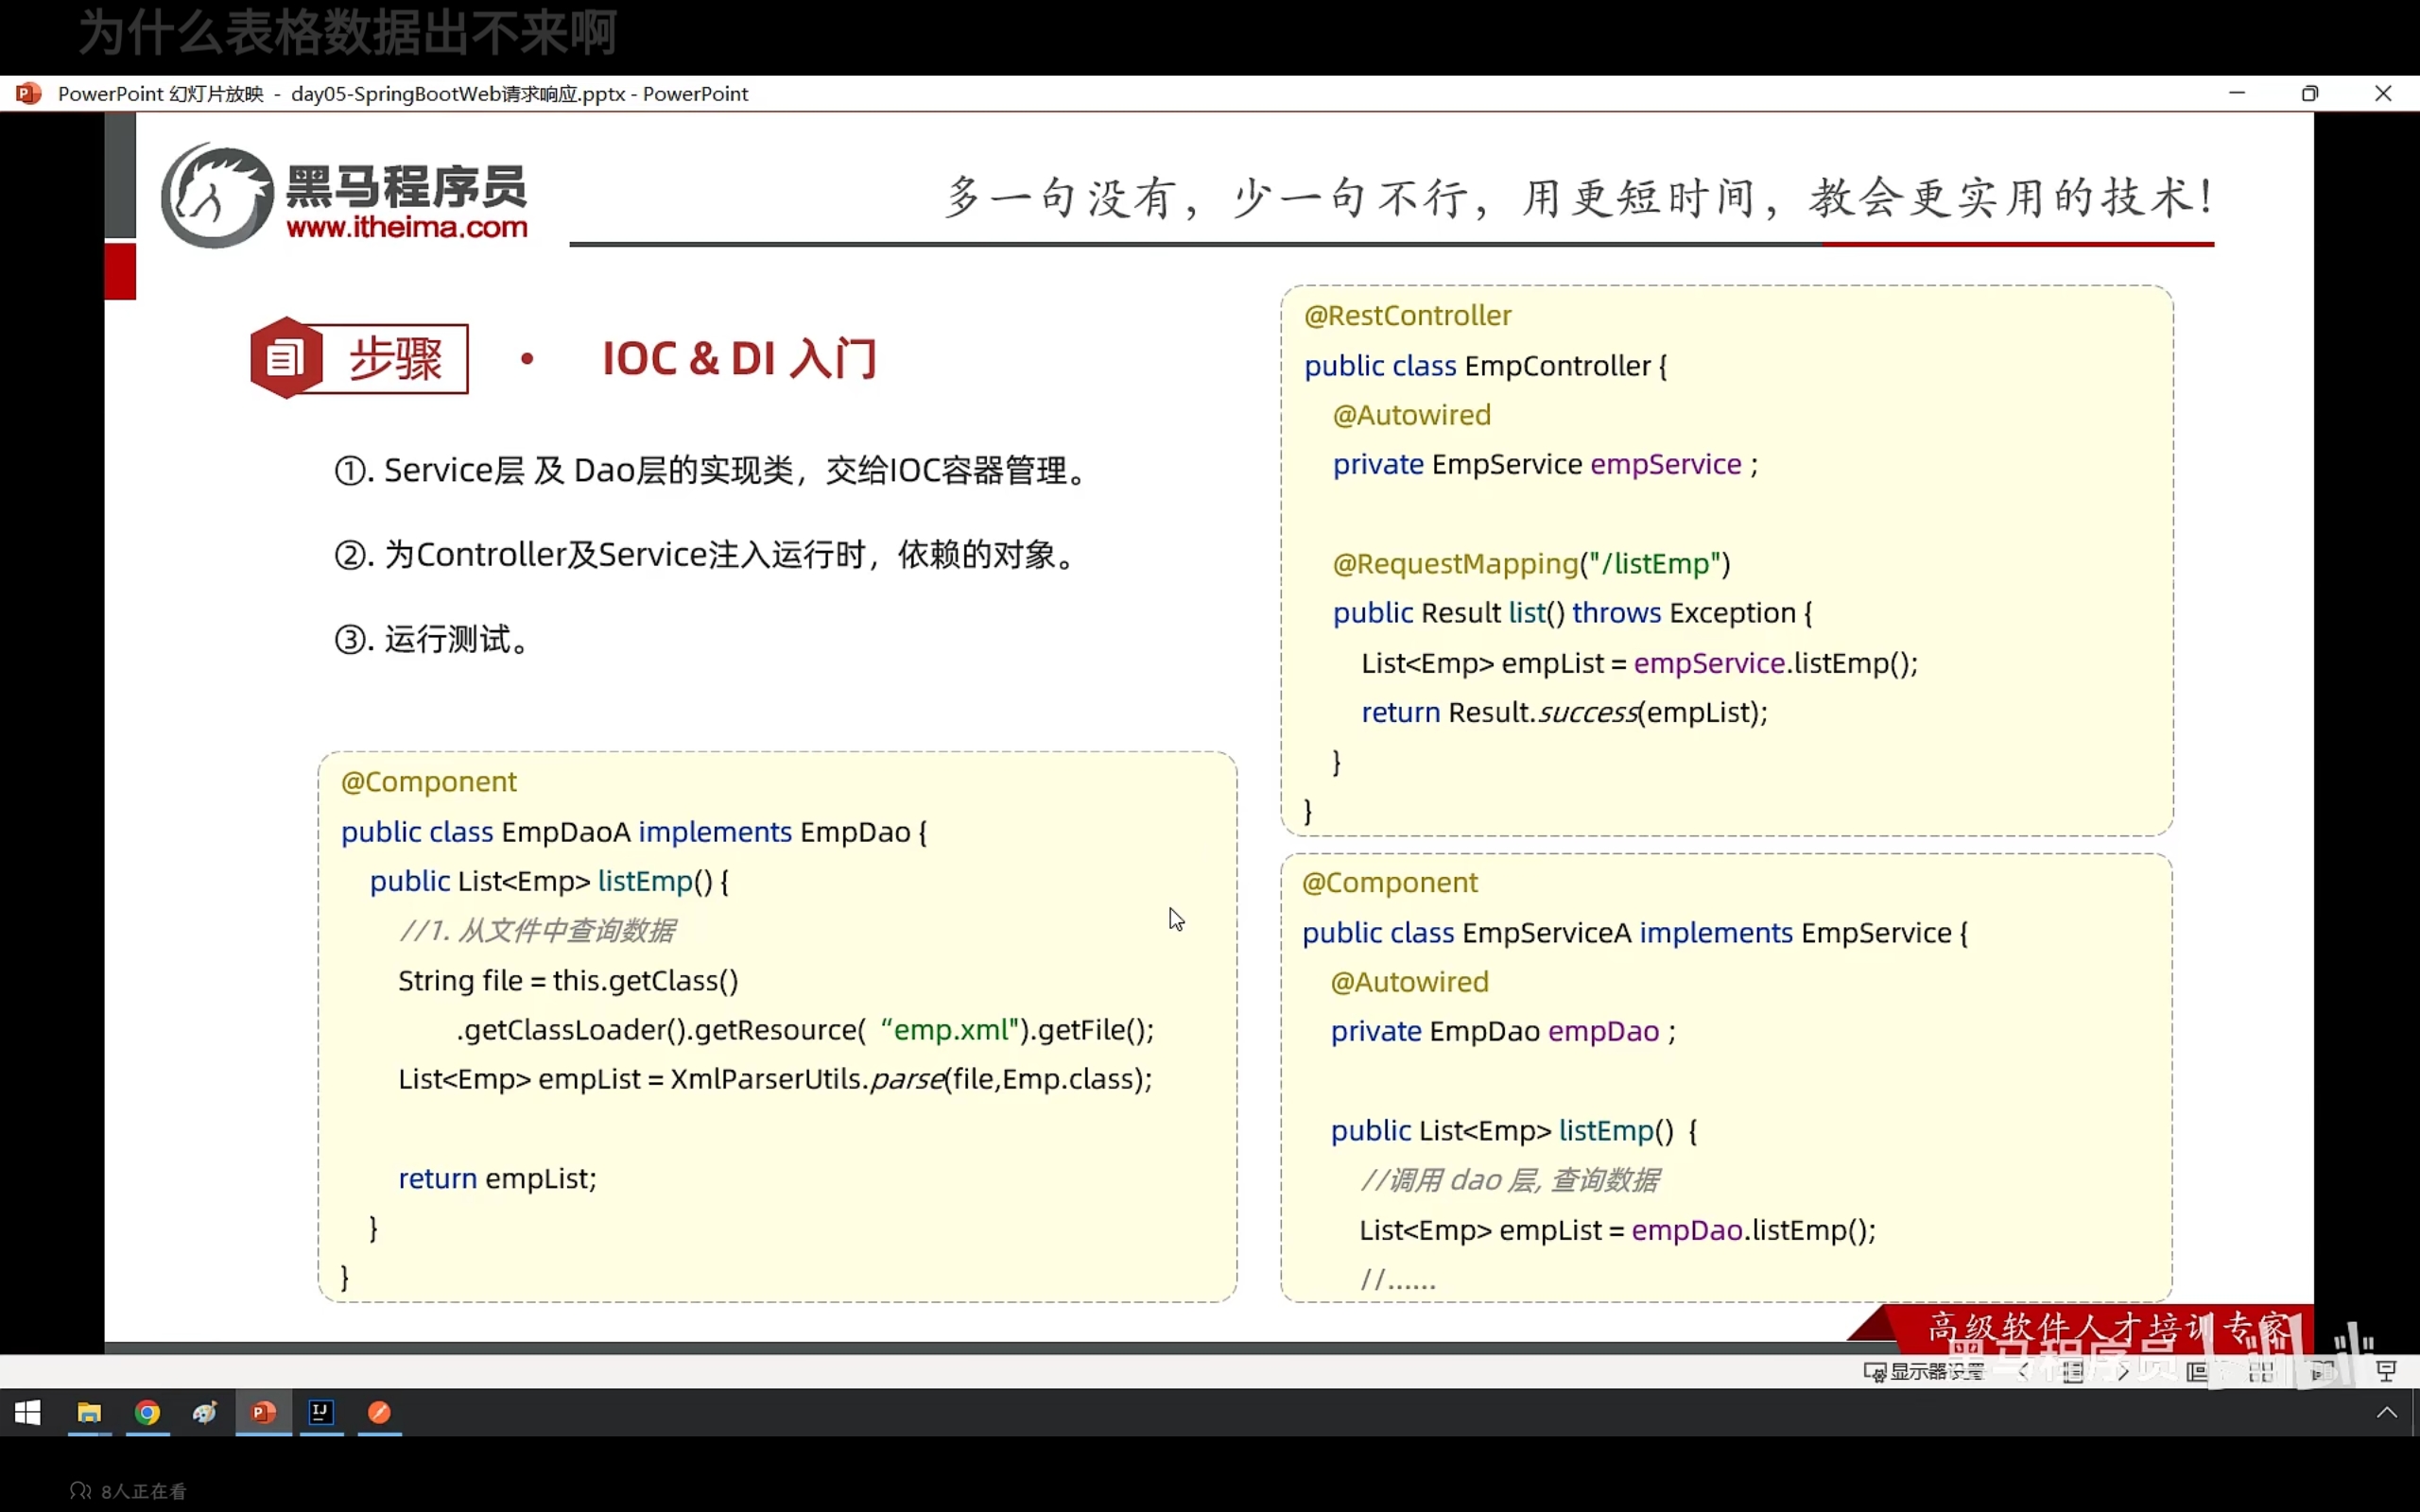 为什么表格数据出不来啊
PowerPoint 幻灯片放映 - day05-SpringBootWeb请求响应.pptx - PowerPoint
黑马程序员
www.itheima.com
多一句没有，少一句不行，用更短时间，教会更实用的技术！
步骤
• IOC & DI 入门
①. Service层 及 Dao层的实现类，交给IOC容器管理。
②. 为Controller及Service注入运行时，依赖的对象。
③. 运行测试。
@Component
public class EmpDaoA implements EmpDao {
public List<Emp> listEmp() {
//1. 从文件中查询数据
String file = this.getClass()
.getClassLoader().getResource( “emp.xml").getFile();
List<Emp> empList = XmlParserUtils.parse(file,Emp.class);
return empList;
}
}
@RestController
public class EmpController {
@Autowired
private EmpService empService ;
@RequestMapping("/listEmp")
public Result list() throws Exception {
List<Emp> empList = empService.listEmp();
return Result.success(empList);
}
}
@Component
public class EmpServiceA implements EmpService {
@Autowired
private EmpDao empDao ;
public List<Emp> listEmp() {
//调用 dao 层, 查询数据
List<Emp> empList = empDao.listEmp();
//......
高级软件人才培训专家
黑马程序员
显示器设置
8人正在看